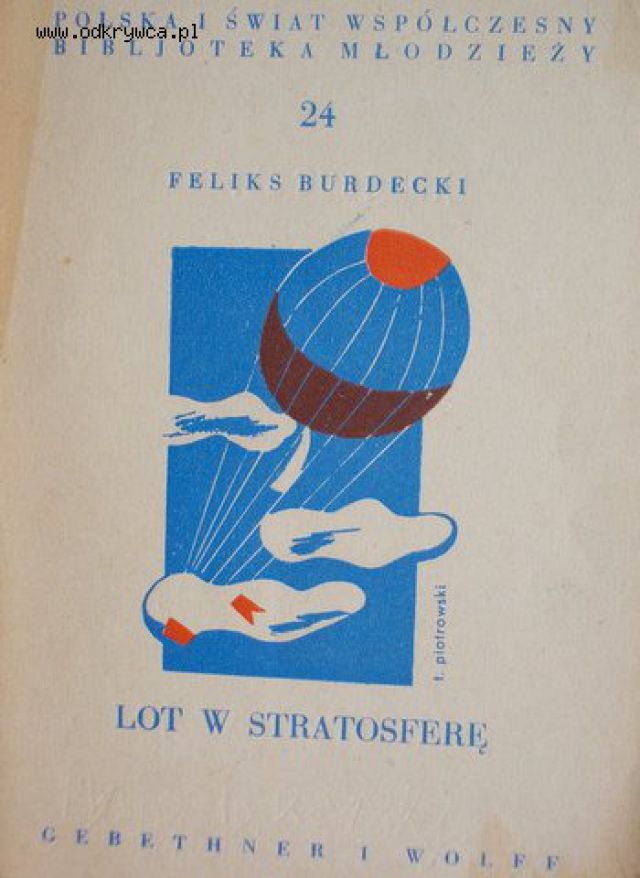 POLSKA I ŚWIAT WSPÓŁCZESNY
www.odkrywca.pl
BIBLJOTEKA MŁODZIEŻY
24
FELIKS BURDECKI
t. piotrowski
LOT W STRATOSFERĘ
GEBETHNER I WOLFF